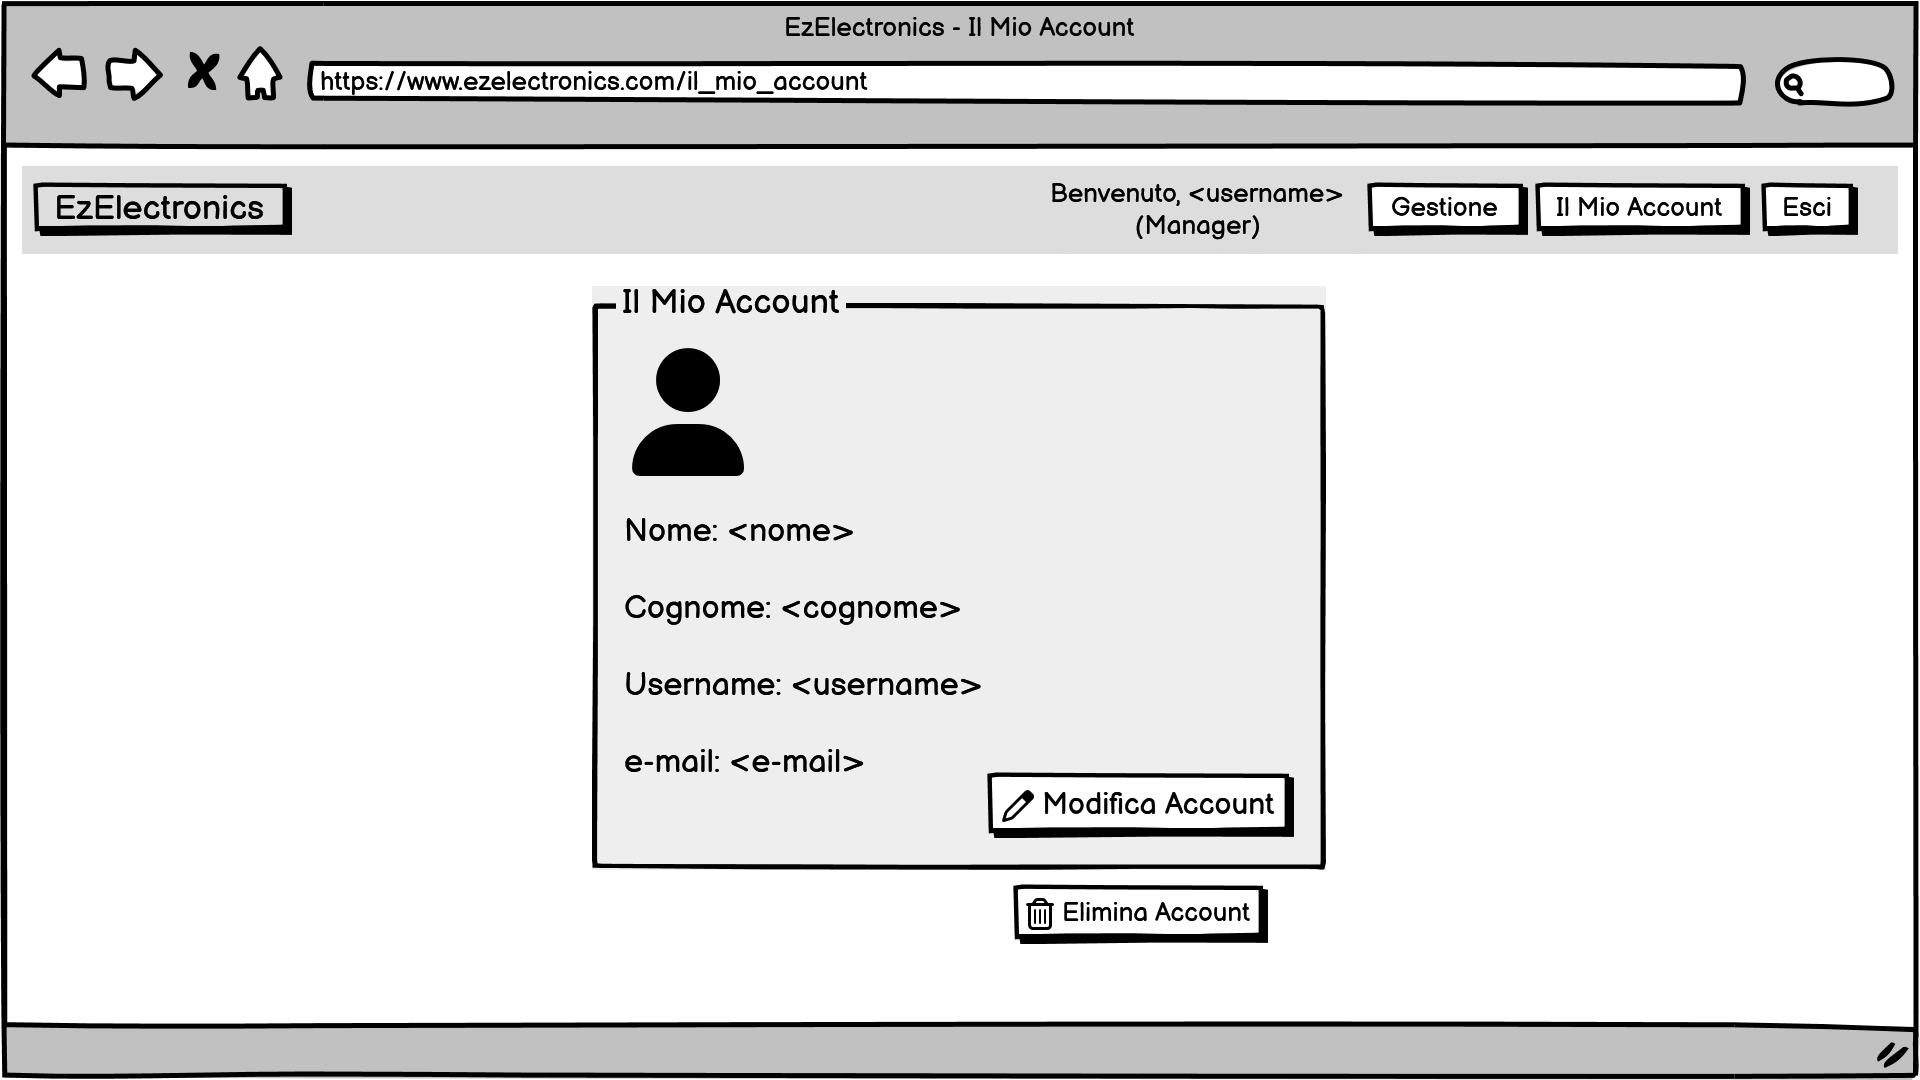 EzElectronics - Il Mio Account
https://www.ezelectronics.com/il_mio_account
EzElectronics
Benvenuto, <username>
(Manager)
Gestione
Il Mio Account
Esci
Il Mio Account
Nome: <nome>
Cognome: <cognome>
Username: <username>
e-mail: <e-mail>
Modifica Account
Elimina Account